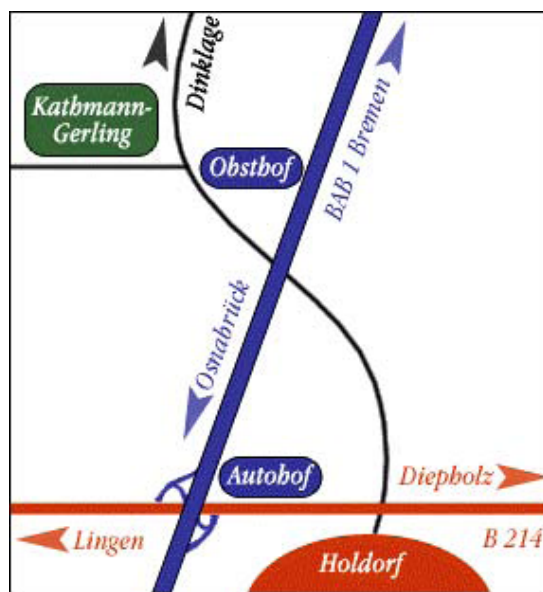 Dinklage
Kathmann-
Gerling
Obsthof
BAB 1 Bremen
Osnabrück
Autohof
Diepholz
Lingen
B 214
Holdorf